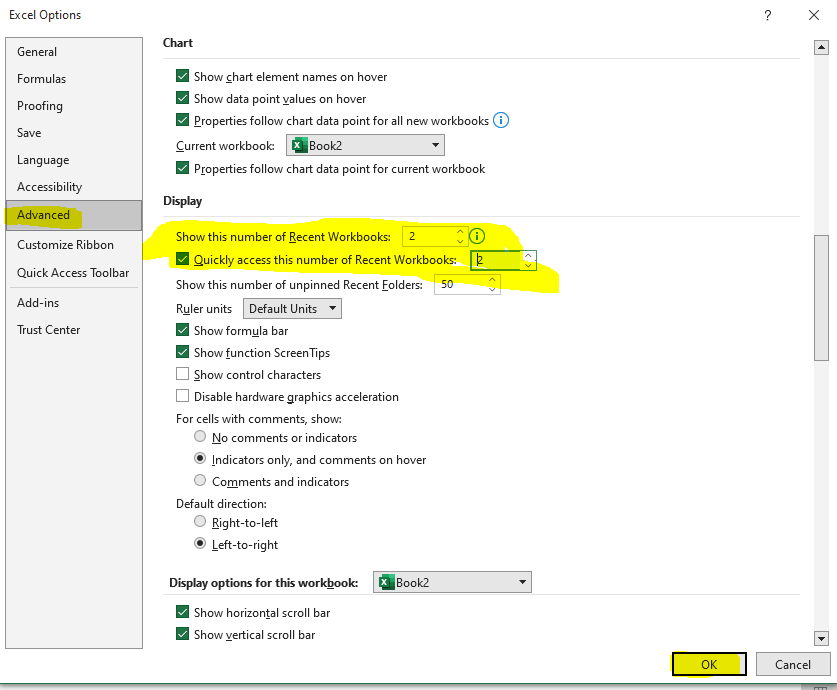 Excel Options
General
Formulas
Proofing
Save
Language
Accessibility
Advanced
Customize Ribbon
Quick Access Toolbar
Add-ins
Trust Center
Chart
Show chart element names on hover
Show data point values on hover
Properties follow chart data point for all new workbooks
Current workbook: Book2
Properties follow chart data point for current workbook
Display
Show this number of Recent Workbooks: 2
Quickly access this number of Recent Workbooks: 2
Show this number of unpinned Recent Folders: 50
Ruler units Default Units
Show formula bar
Show function ScreenTips
Show control characters
Disable hardware graphics acceleration
For cells with comments, show:
No comments or indicators
Indicators only, and comments on hover
Comments and indicators
Default direction:
Right-to-left
Left-to-right
Display options for this workbook: Book2
Show horizontal scroll bar
Show vertical scroll bar
OK Cancel